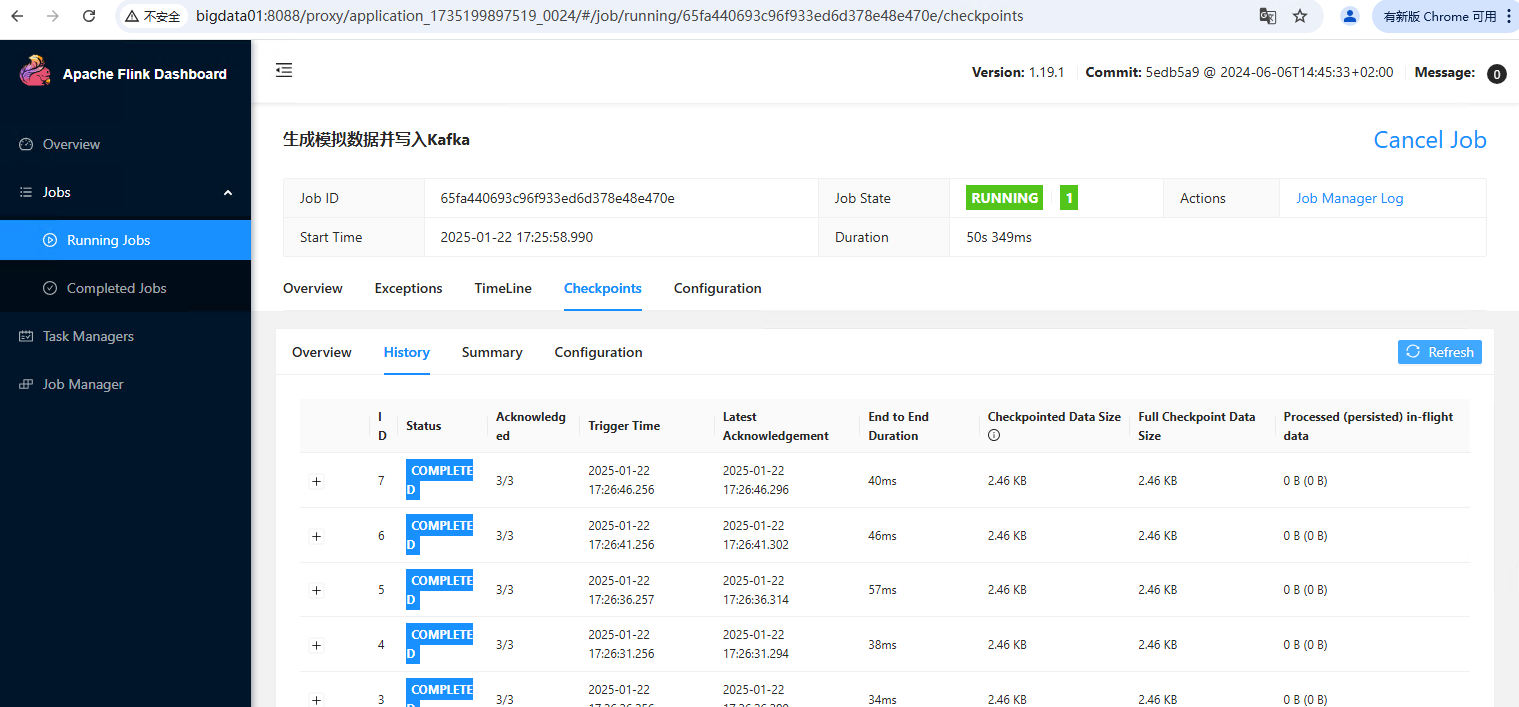 不安全 bigdata01:8088/proxy/application_1735199897519_0024/#/job/running/65fa440693c96f933ed6d378e48e470e/checkpoints 有新版 Chrome 可用
Apache Flink Dashboard
Version: 1.19.1 Commit: 5edb5a9 @ 2024-06-06T14:45:33+02:00 Message: 0
Overview
Jobs
Running Jobs
Completed Jobs
Task Managers
Job Manager
生成模拟数据并写入Kafka
Cancel Job
Job ID 65fa440693c96f933ed6d378e48e470e Job State RUNNING 1 Actions Job Manager Log
Start Time 2025-01-22 17:25:58.990 Duration 50s 349ms
Overview Exceptions TimeLine Checkpoints Configuration
Overview History Summary Configuration Refresh
I Acknowledg Latest End to End Checkpointed Data Size Full Checkpoint Data Processed (persisted) in-flight
D Status ed Trigger Time Acknowledgement Duration Size data
COMPLETE 2025-01-22 2025-01-22
7 3/3 40ms 2.46 KB 2.46 KB 0 B (0 B)
D 17:26:46.256 17:26:46.296
COMPLETE 2025-01-22 2025-01-22
6 3/3 46ms 2.46 KB 2.46 KB 0 B (0 B)
D 17:26:41.256 17:26:41.302
COMPLETE 2025-01-22 2025-01-22
5 3/3 57ms 2.46 KB 2.46 KB 0 B (0 B)
D 17:26:36.257 17:26:36.314
COMPLETE 2025-01-22 2025-01-22
4 3/3 38ms 2.46 KB 2.46 KB 0 B (0 B)
D 17:26:31.256 17:26:31.294
COMPLETE 2025-01-22 2025-01-22
3 3/3 34ms 2.46 KB 2.46 KB 0 B (0 B)